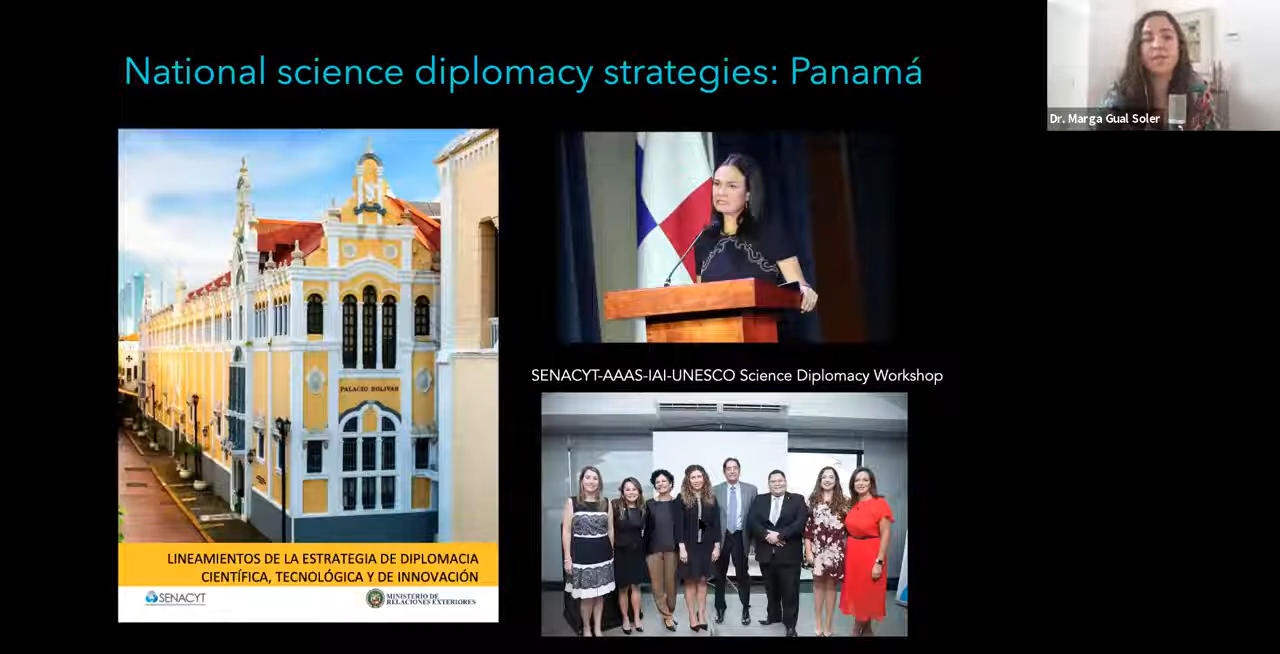 National science diplomacy strategies: Panamá
Dr. Marga Gual Soler
PALACIO BOLIVAR
SENACYT-AAAS-IAI-UNESCO Science Diplomacy Workshop
LINEAMIENTOS DE LA ESTRATEGIA DE DIPLOMACIA
CIENTÍFICA, TECNOLÓGICA Y DE INNOVACIÓN
SENACYT
MINISTERIO DE
RELACIONES EXTERIORES